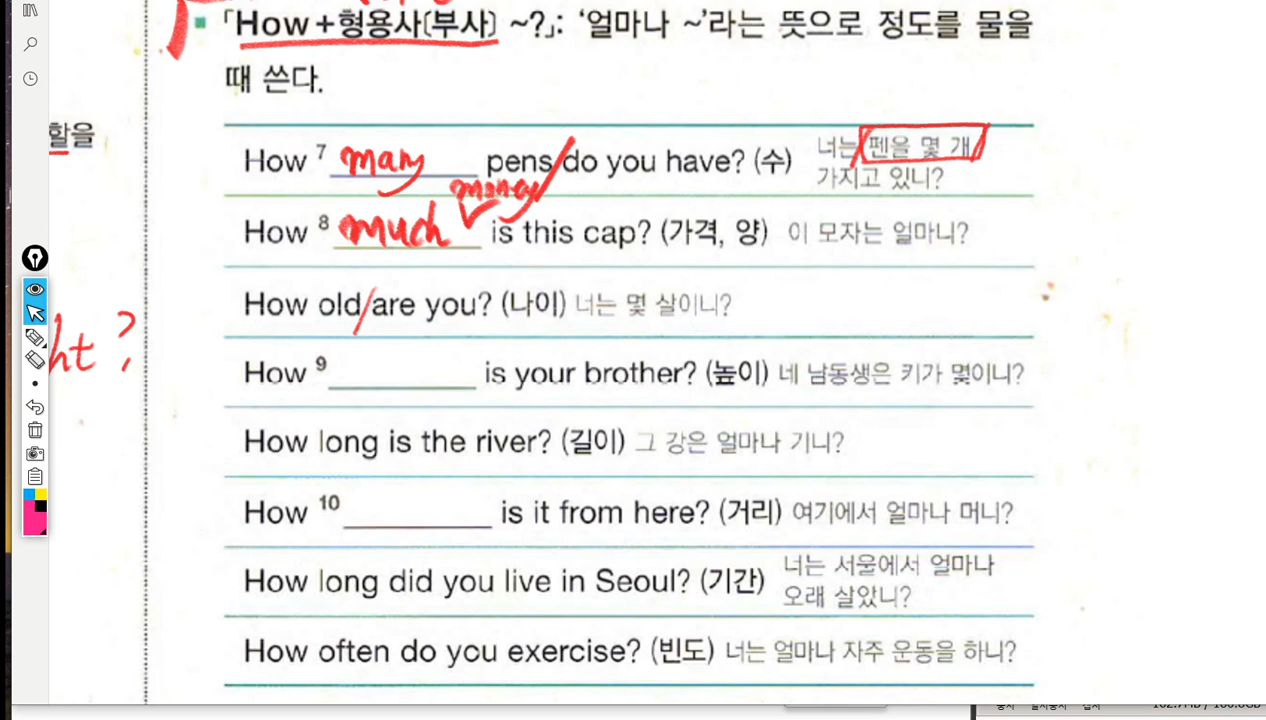 「How+형용사(부사) ~?」: '얼마나 ~'라는 뜻으로 정도를 물을
때 쓴다.
할을
How 7 many pens do you have? (수) 너는 펜을 몇 개
가지고 있니?
money
How 8 much is this cap? (가격, 양) 이 모자는 얼마니?
How old are you? (나이) 너는 몇 살이니?
ht?
How 9 ________ is your brother? (높이) 네 남동생은 키가 몇이니?
How long is the river? (길이) 그 강은 얼마나 기니?
How 10 ________ is it from here? (거리) 여기에서 얼마나 머니?
How long did you live in Seoul? (기간) 너는 서울에서 얼마나
오래 살았니?
How often do you exercise? (빈도) 너는 얼마나 자주 운동을 하니?